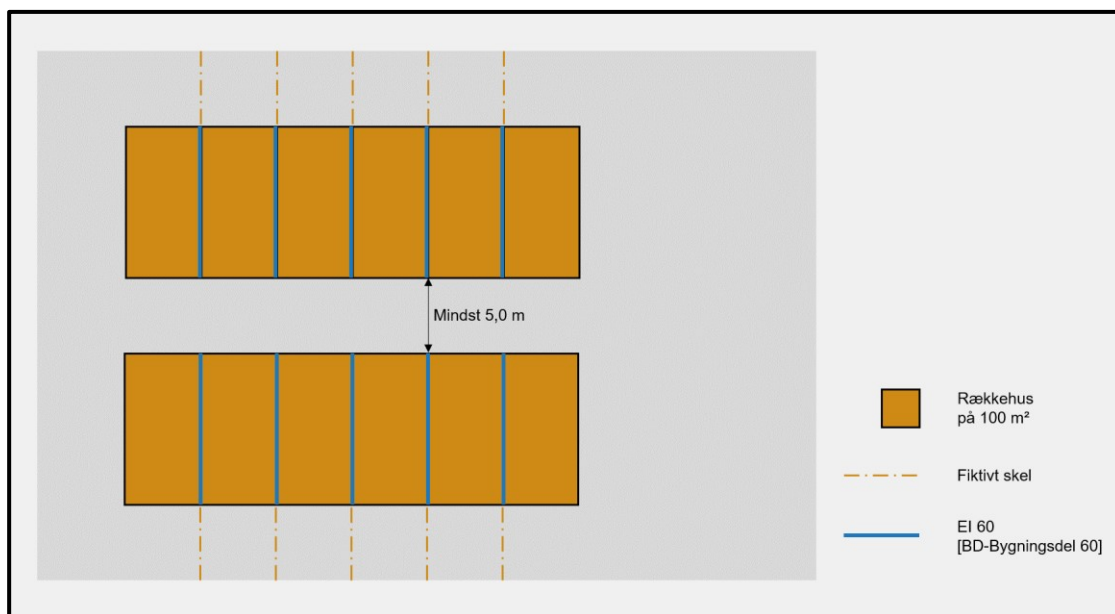 Mindst 5,0 m
Rækkehus
på 100 m²
Fiktivt skel
EI 60
[BD-Bygningsdel 60]